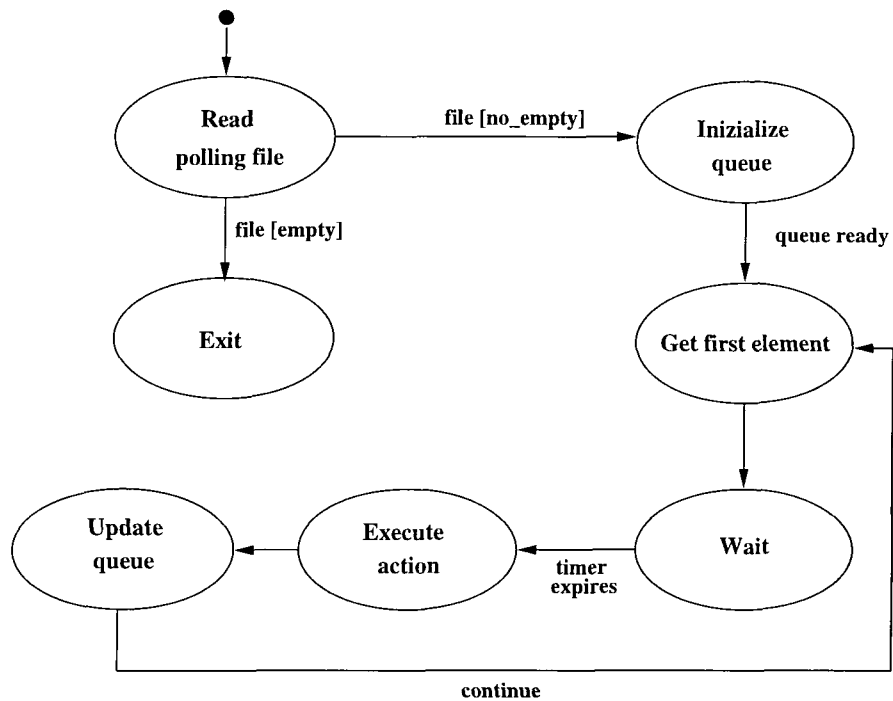 Read
polling file
file [no_empty]
Inizialize
queue
file [empty]
queue ready
Exit
Get first element
Update
queue
Execute
action
timer
expires
Wait
continue